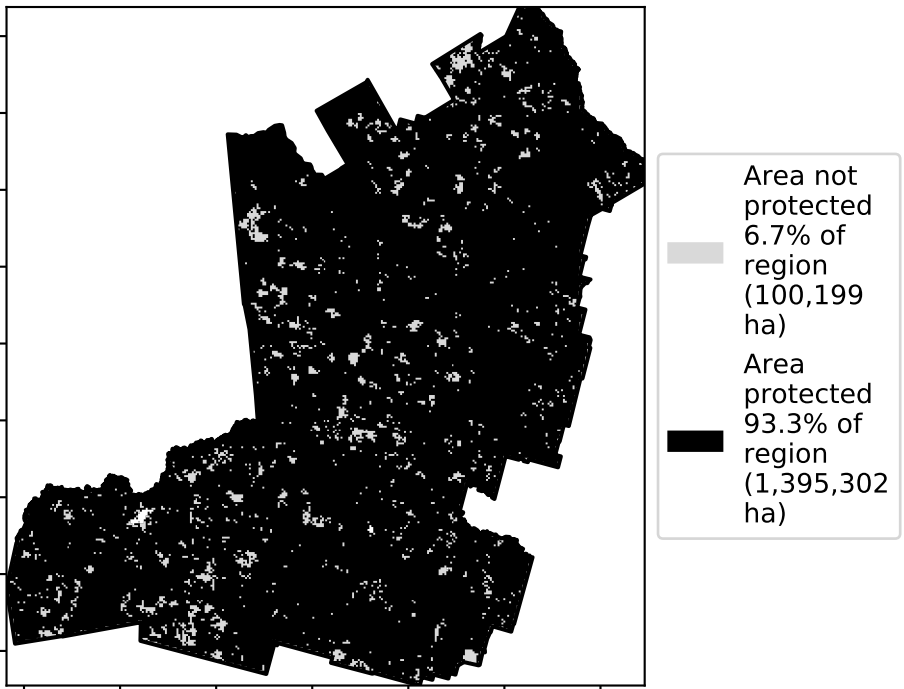 Area not
protected
6.7% of
region
(100,199
ha)
Area
protected
93.3% of
region
(1,395,302
ha)